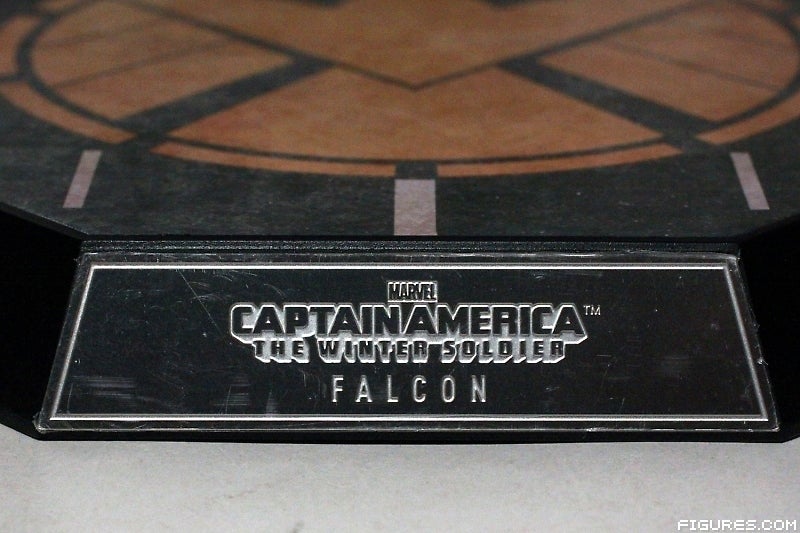 MARVEL
CAPTAIN AMERICA™
THE WINTER SOLDIER
FALCON
FIGURES.COM